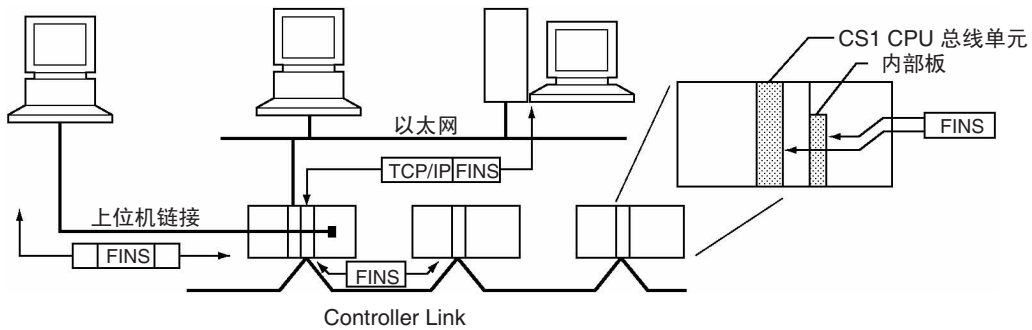 CS1 CPU 总线单元
内部板
以太网
FINS
TCP/IP FINS
上位机链接
FINS
FINS
Controller Link